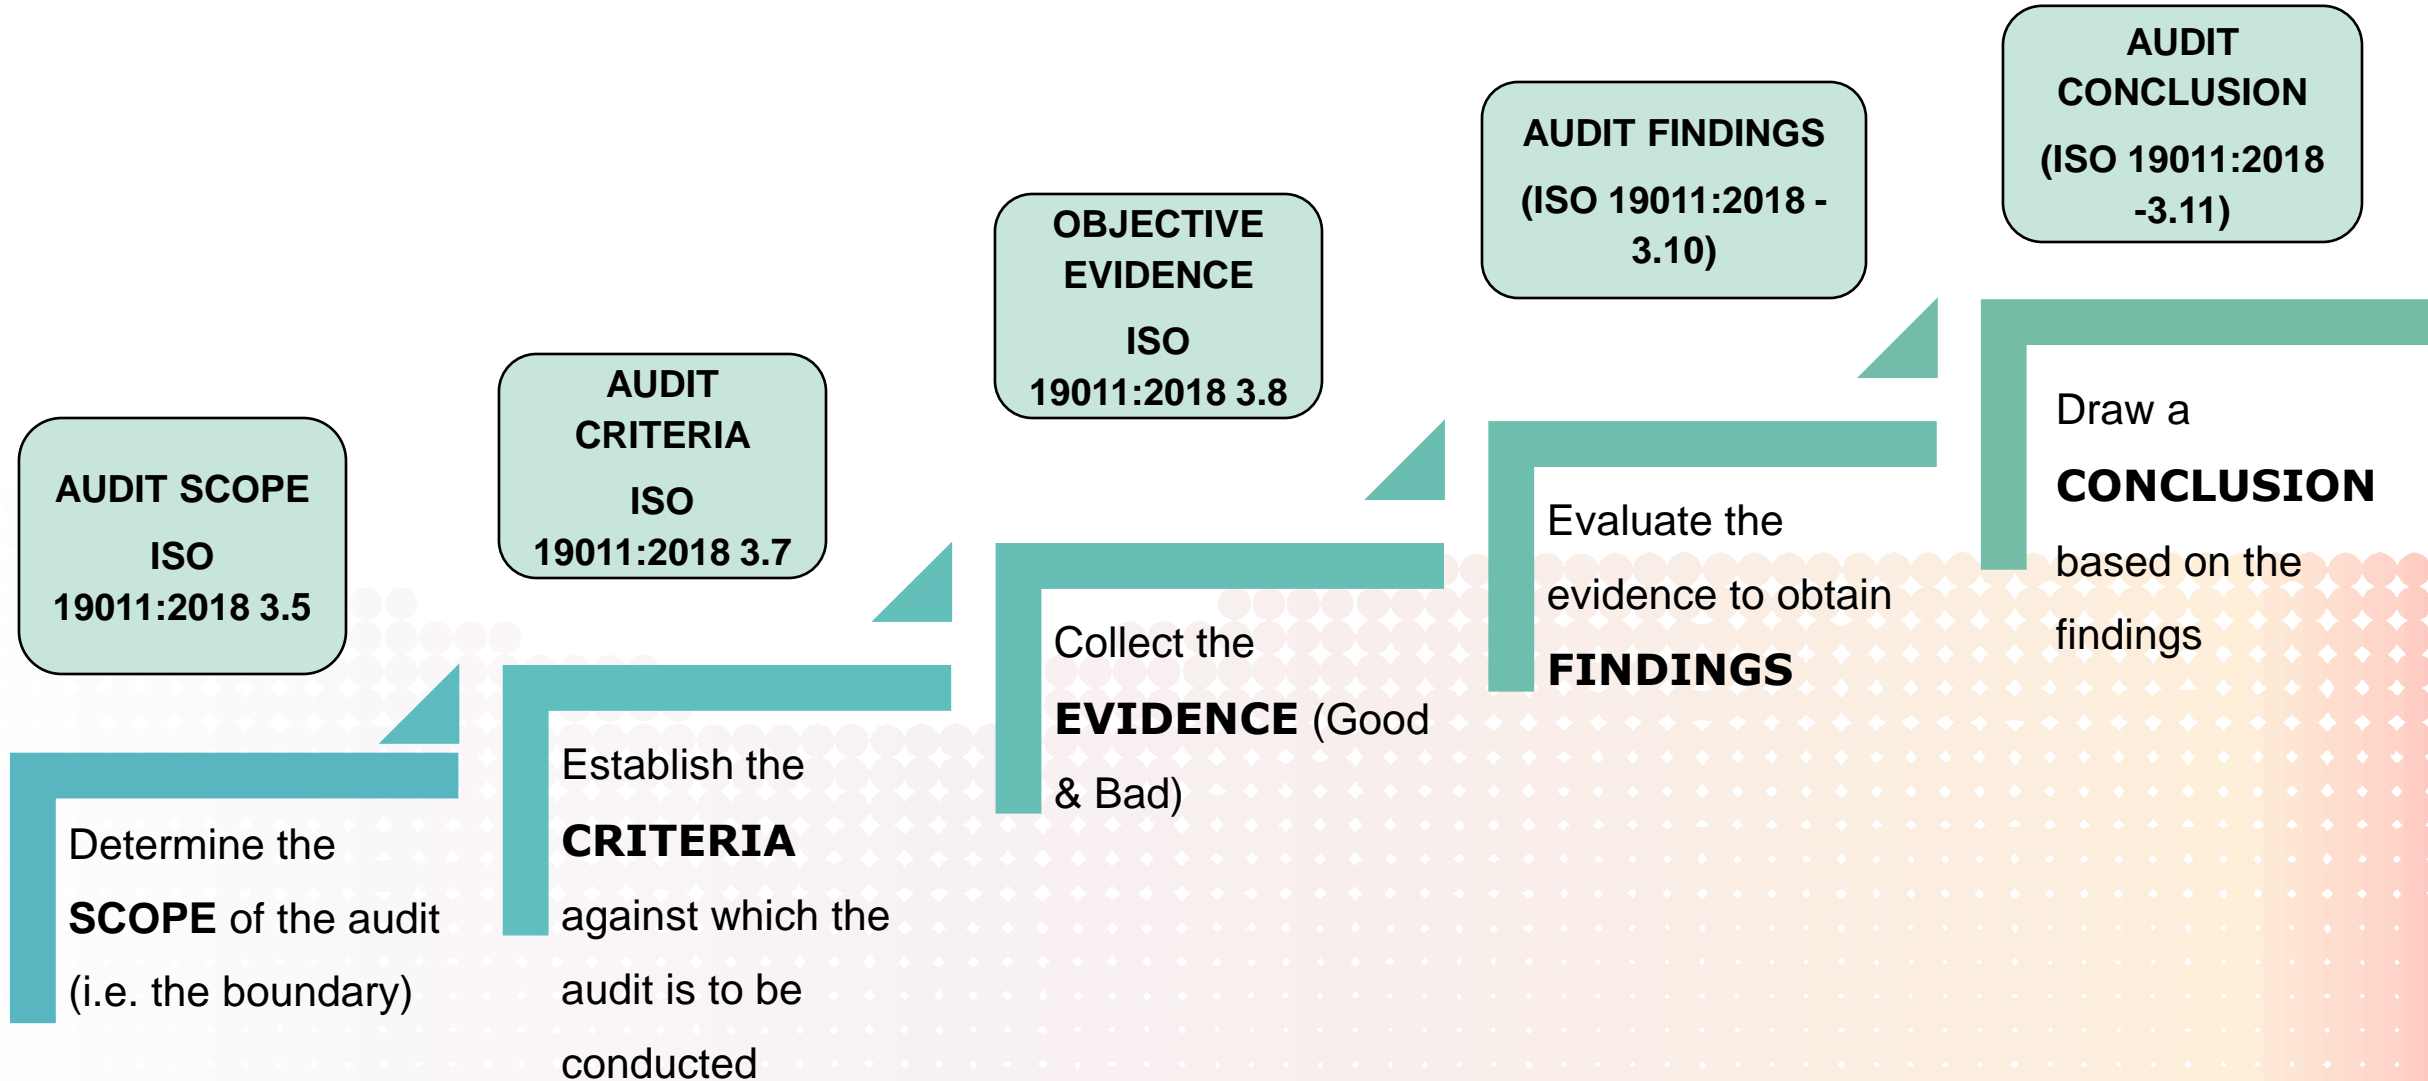 AUDIT SCOPE
ISO
19011:2018 3.5
Determine the
SCOPE of the audit
(i.e. the boundary)
AUDIT
CRITERIA
ISO
19011:2018 3.7
Establish the
CRITERIA
against which the
audit is to be
conducted
OBJECTIVE
EVIDENCE
ISO
19011:2018 3.8
Collect the
EVIDENCE (Good
& Bad)
AUDIT FINDINGS
(ISO 19011:2018 -
3.10)
Evaluate the
evidence to obtain
FINDINGS
AUDIT
CONCLUSION
(ISO 19011:2018
-3.11)
Draw a
CONCLUSION
based on the
findings